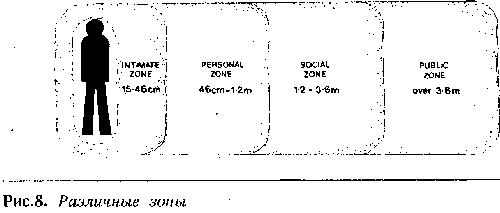 INTIMATE
ZONE
15-46cm
PERSONAL
ZONE
46cm-1·2m
SOCIAL
ZONE
1·2 - 3·6m
PUBLIC
ZONE
over 3·6m
Рис.8. Различные зоны